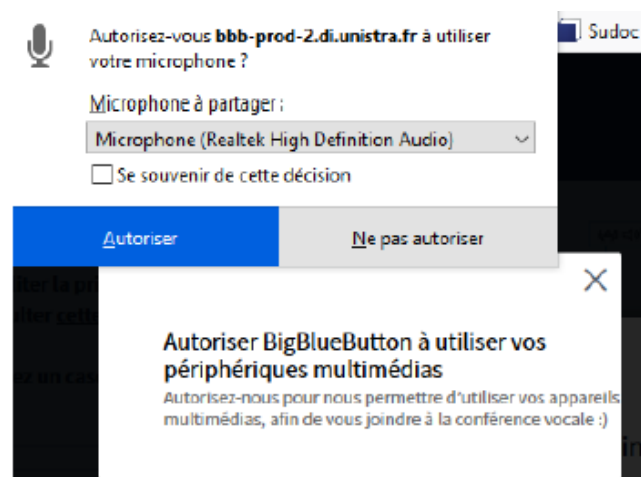 Autorisez-vous bbb-prod-2.di.unistra.fr à utiliser
votre microphone ?
Sudoc
Microphone à partager :
Microphone (Realtek High Definition Audio)
Se souvenir de cette décision
Autoriser
Ne pas autoriser
Autoriser BigBlueButton à utiliser vos
périphériques multimédias
Autorisez-nous pour nous permettre d'utiliser vos appareils
multimédias, afin de vous joindre à la conférence vocale :)